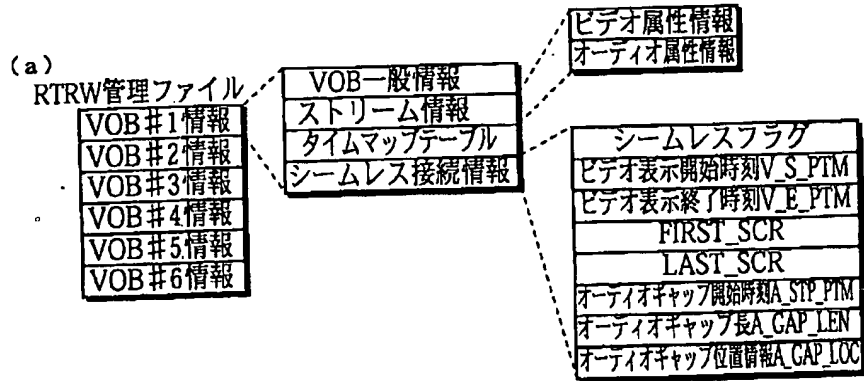 (a)
RTRW管理ファイル
VOB#1情報
VOB#2情報
VOB#3情報
VOB#4情報
VOB#5情報
VOB#6情報
VOB一般情報
ストリーム情報
タイムマップテーブル
シームレス接続情報
ビデオ属性情報
オーディオ属性情報
シームレスフラグ
ビデオ表示開始時刻V_S_PTM
ビデオ表示終了時刻V_E_PTM
FIRST_SCR
LAST_SCR
オーディオギャップ開始時刻A_STP_PTM
オーディオギャップ長A_GAP_LEN
オーディオギャップ位置情報A_GAP_LOC